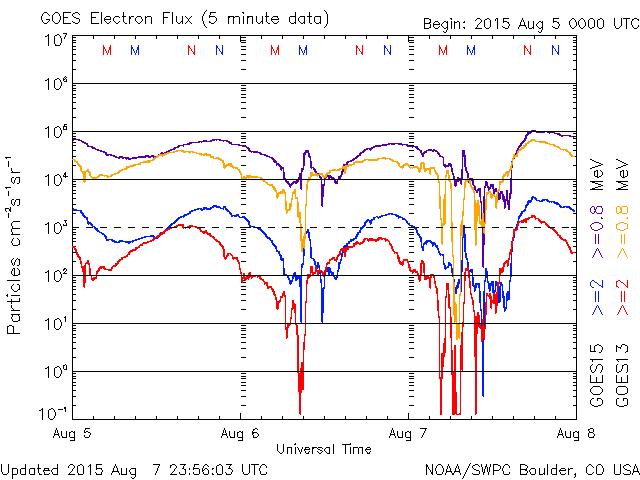 GOES Electron Flux (5 minute data)
Begin: 2015 Aug 5 0000 UTC
10⁷
M M N N M M N N M M N N
10⁶
10⁵
10⁴
10³
10²
10¹
10⁰
10⁻¹
Particles cm⁻²s⁻¹sr⁻¹
Aug 5 Aug 6 Aug 7 Aug 8
Universal Time
GOES15 >=2 >=0.8 MeV
GOES13 >=2 >=0.8 MeV
Updated 2015 Aug 7 23:56:03 UTC
NOAA/SWPC Boulder, CO USA